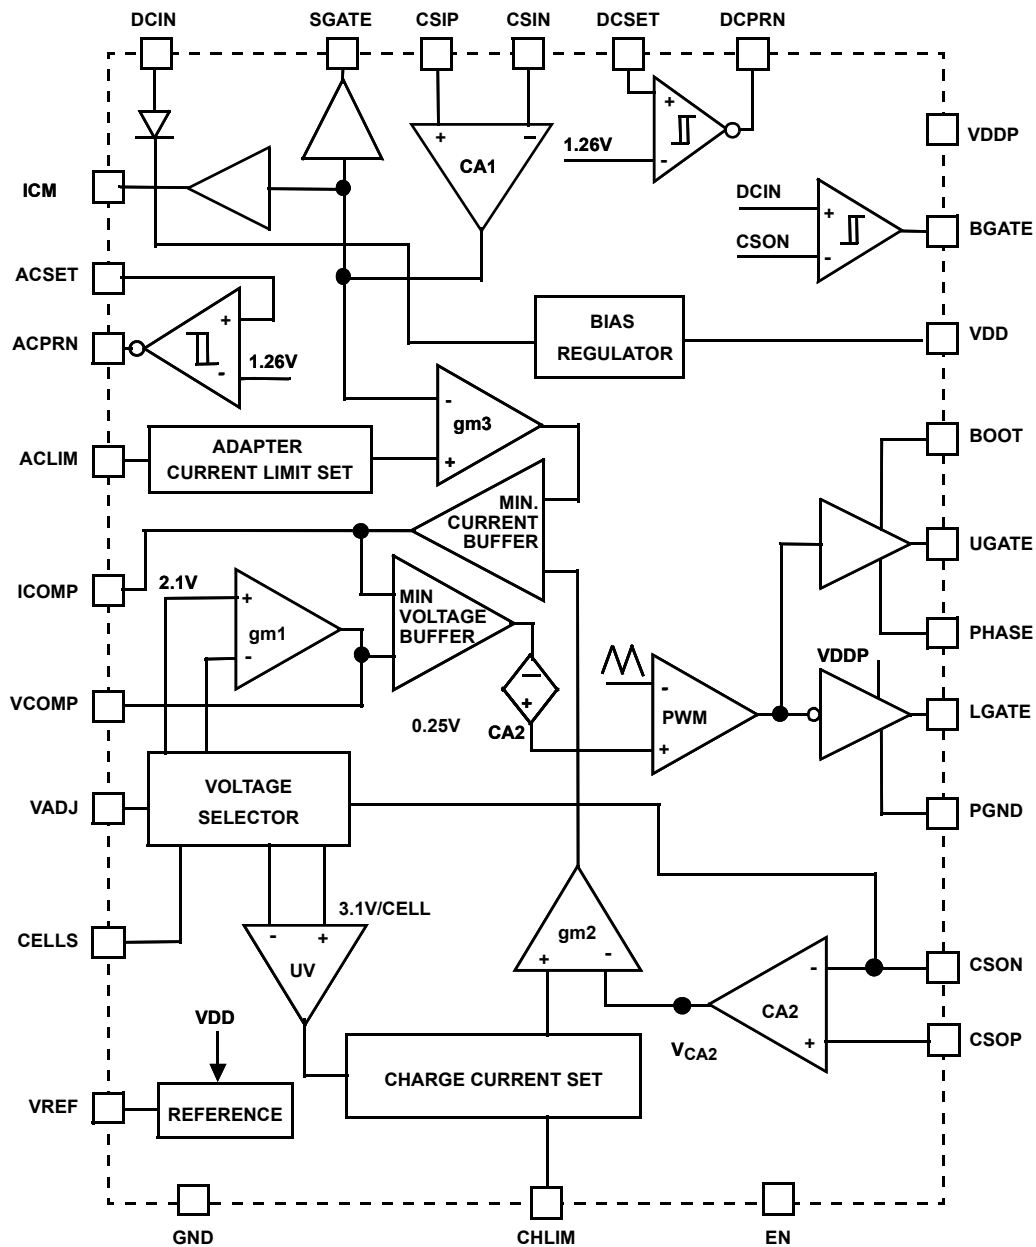 DCIN SGATE CSIP CSIN DCSET DCPRN
VDDP
+ - + 1.26V -
CA1
ICM
DCIN
+
BGATE
CSON
-
ACSET
+
ACPRN
1.26V
-
BIAS
REGULATOR
VDD
-
gm3
+
BOOT
ADAPTER
CURRENT LIMIT SET
ACLIM
MIN.
CURRENT
BUFFER
UGATE
ICOMP
2.1V
+
gm1
-
MIN
VOLTAGE
BUFFER
PHASE
VDDP
-
PWM
+
VCOMP
0.25V
-
+
CA2
LGATE
VOLTAGE
SELECTOR
VADJ
PGND
3.1V/CELL
- +
UV
CELLS
gm2
+ -
-
CA2
+
CSON
VDD
VCA2
CSOP
CHARGE CURRENT SET
VREF
REFERENCE
GND CHLIM EN